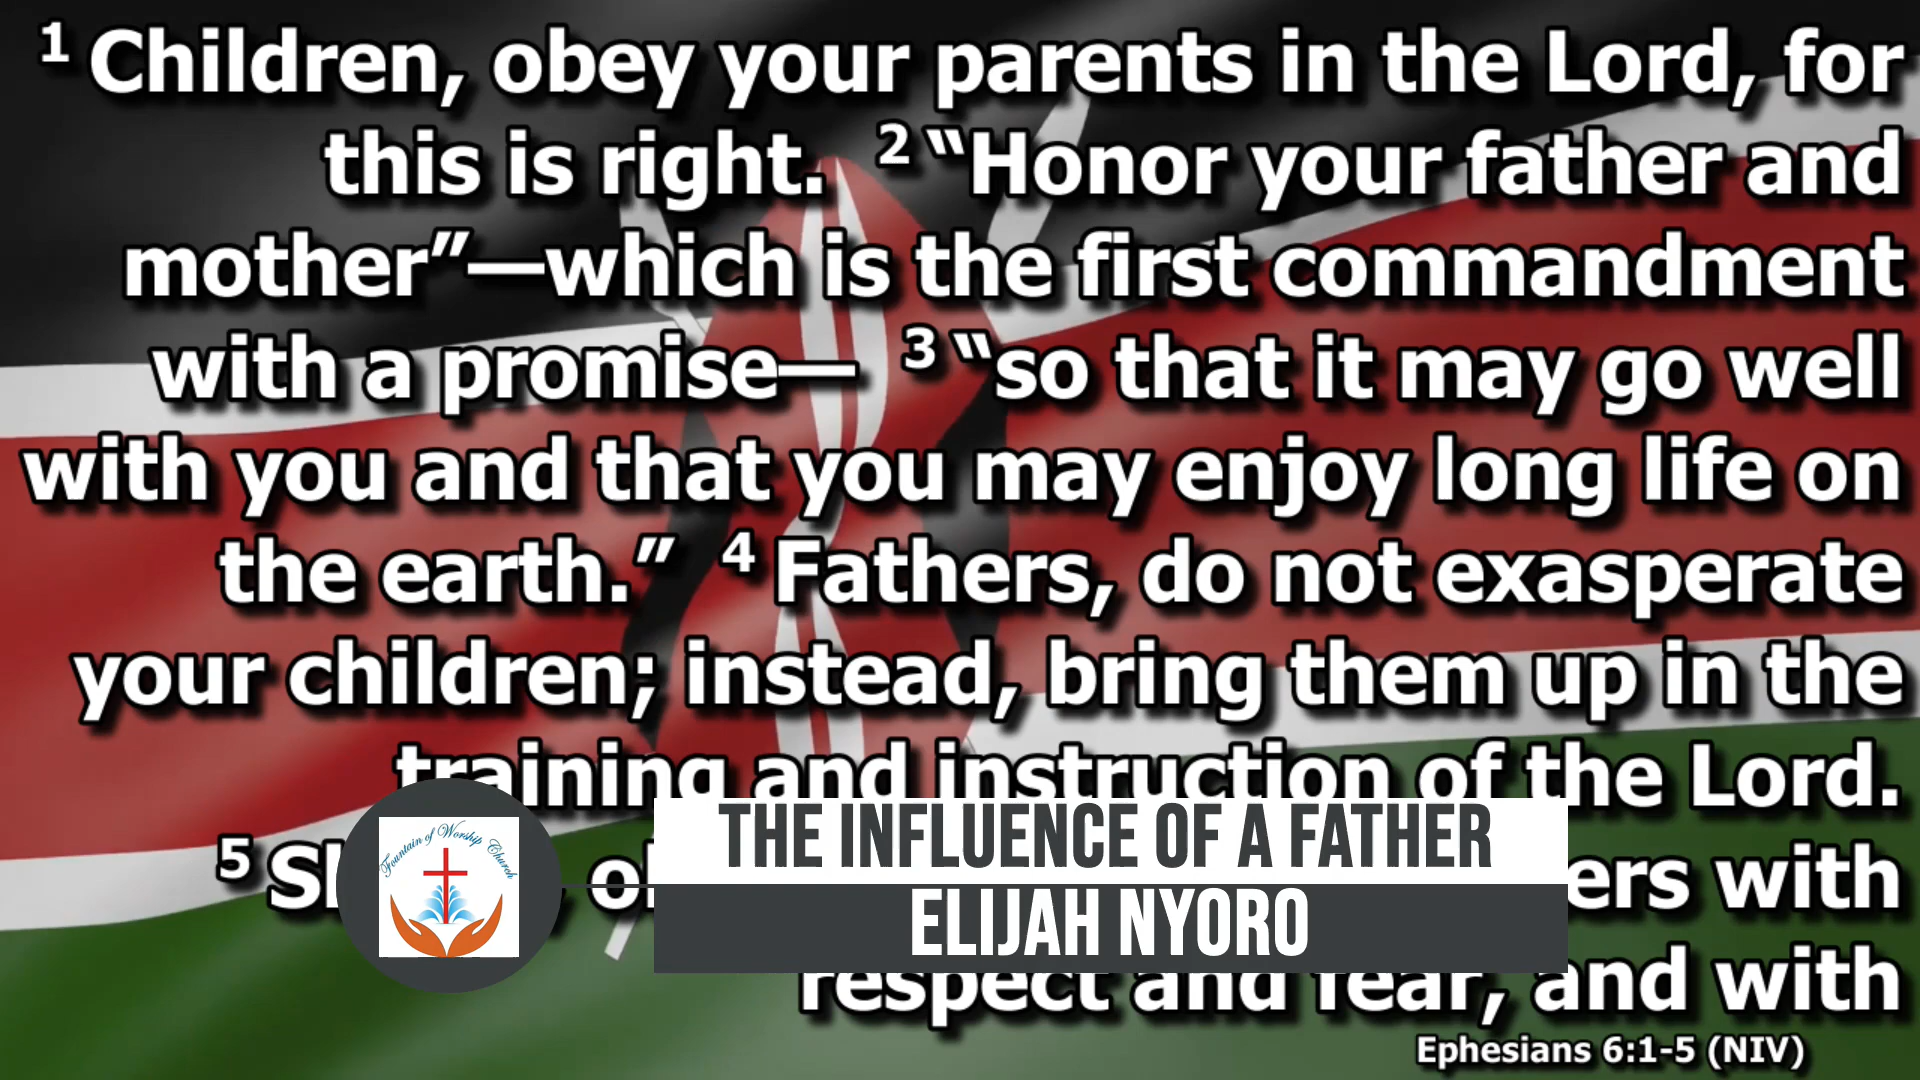 1 Children, obey your parents in the Lord, for
this is right. 2 “Honor your father and
mother”—which is the first commandment
with a promise— 3 “so that it may go well
with you and that you may enjoy long life on
the earth.” 4 Fathers, do not exasperate
your children; instead, bring them up in the
training and instruction of the Lord.
5 with
respect and fear, and with
Ephesians 6:1-5 (NIV)
Fountain of Worship Church
THE INFLUENCE OF A FATHER
ELIJAH NYORO